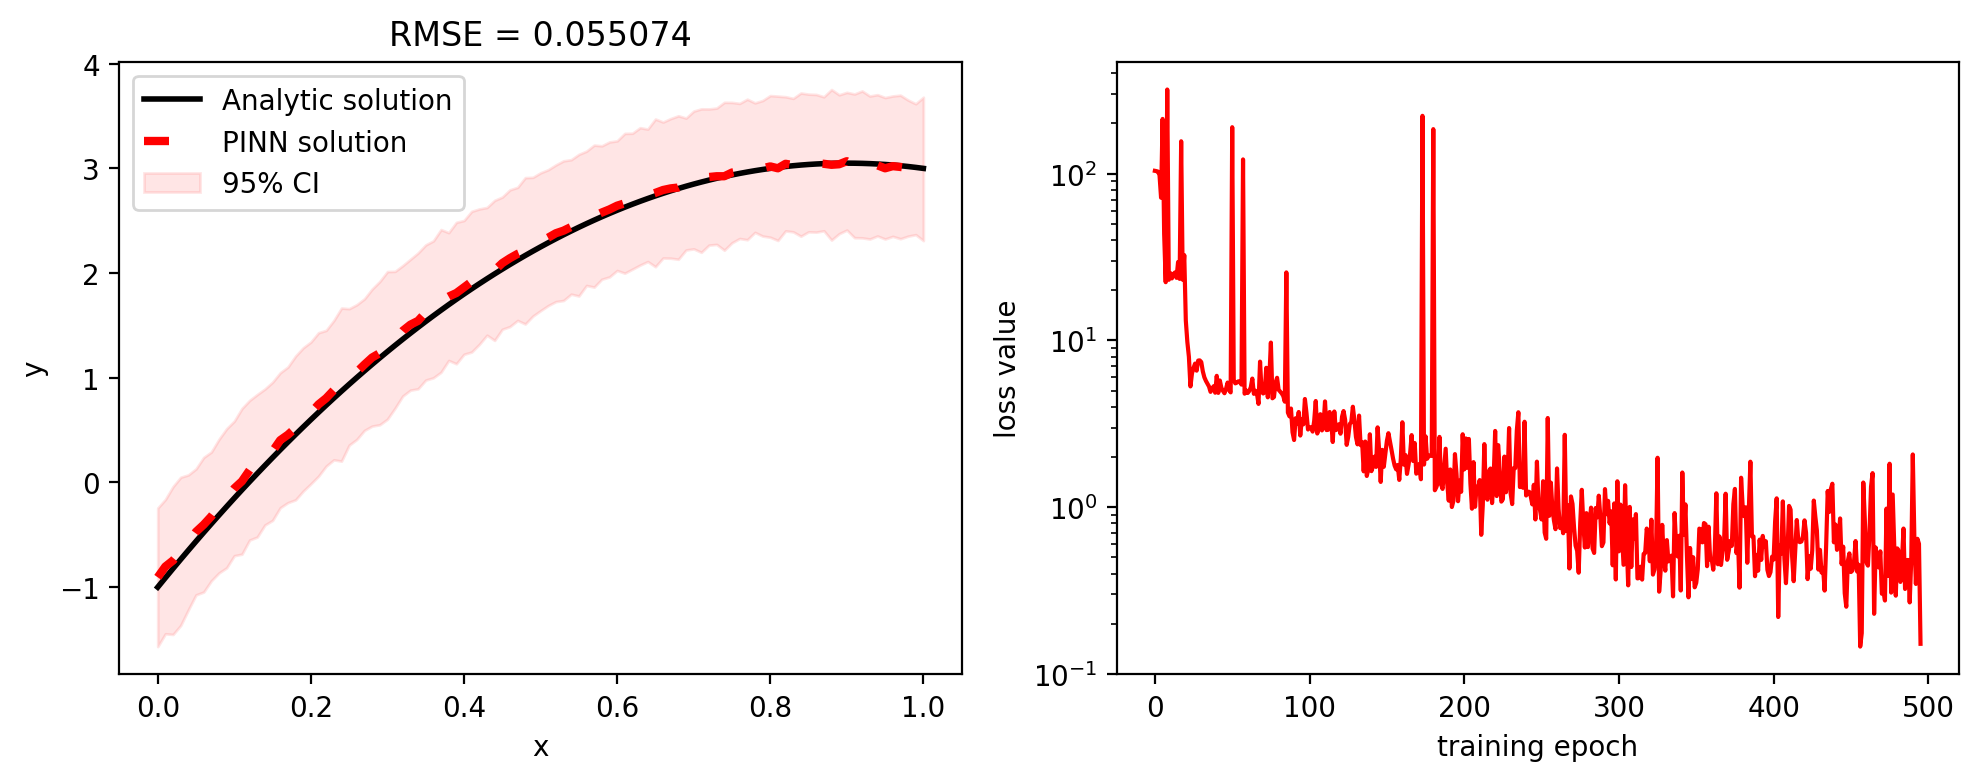 RMSE = 0.055074
Analytic solution
PINN solution
95% CI
4
3
2
1
0
−1
y
0.0 0.2 0.4 0.6 0.8 1.0
x
10²
10¹
10⁰
10⁻¹
loss value
0 100 200 300 400 500
training epoch